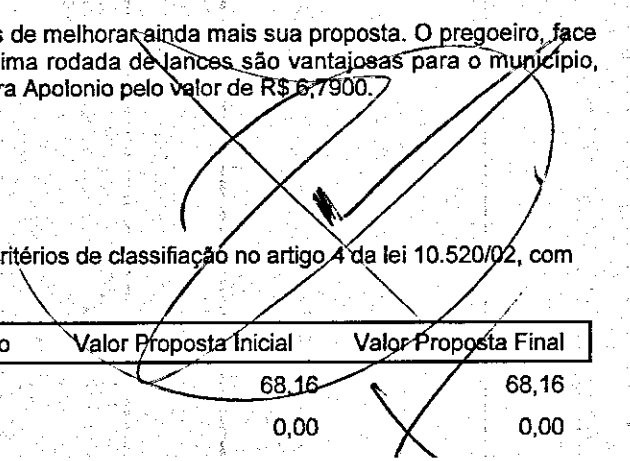 s de melhorar ainda mais sua proposta. O pregoeiro, face
ima rodada de lances são vantajosas para o município,
ra Apolonio pelo valor de R$ 6,7900.
ritérios de classifiação no artigo 4 da lei 10.520/02, com
o Valor Proposta Inicial Valor Proposta Final
68,16 68,16
0,00 0,00